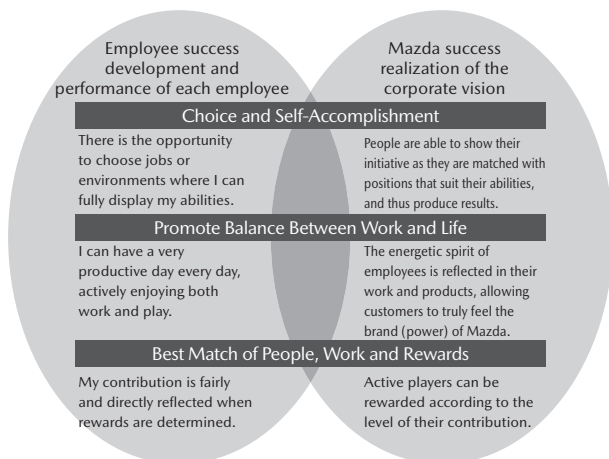 Employee success
development and
performance of each employee
Mazda success
realization of the
corporate vision
Choice and Self-Accomplishment
There is the opportunity
to choose jobs or
environments where I can
fully display my abilities.
People are able to show their
initiative as they are matched with
positions that suit their abilities,
and thus produce results.
Promote Balance Between Work and Life
I can have a very
productive day every day,
actively enjoying both
work and play.
The energetic spirit of
employees is reflected in their
work and products, allowing
customers to truly feel the
brand (power) of Mazda.
Best Match of People, Work and Rewards
My contribution is fairly
and directly reflected when
rewards are determined.
Active players can be
rewarded according to the
level of their contribution.